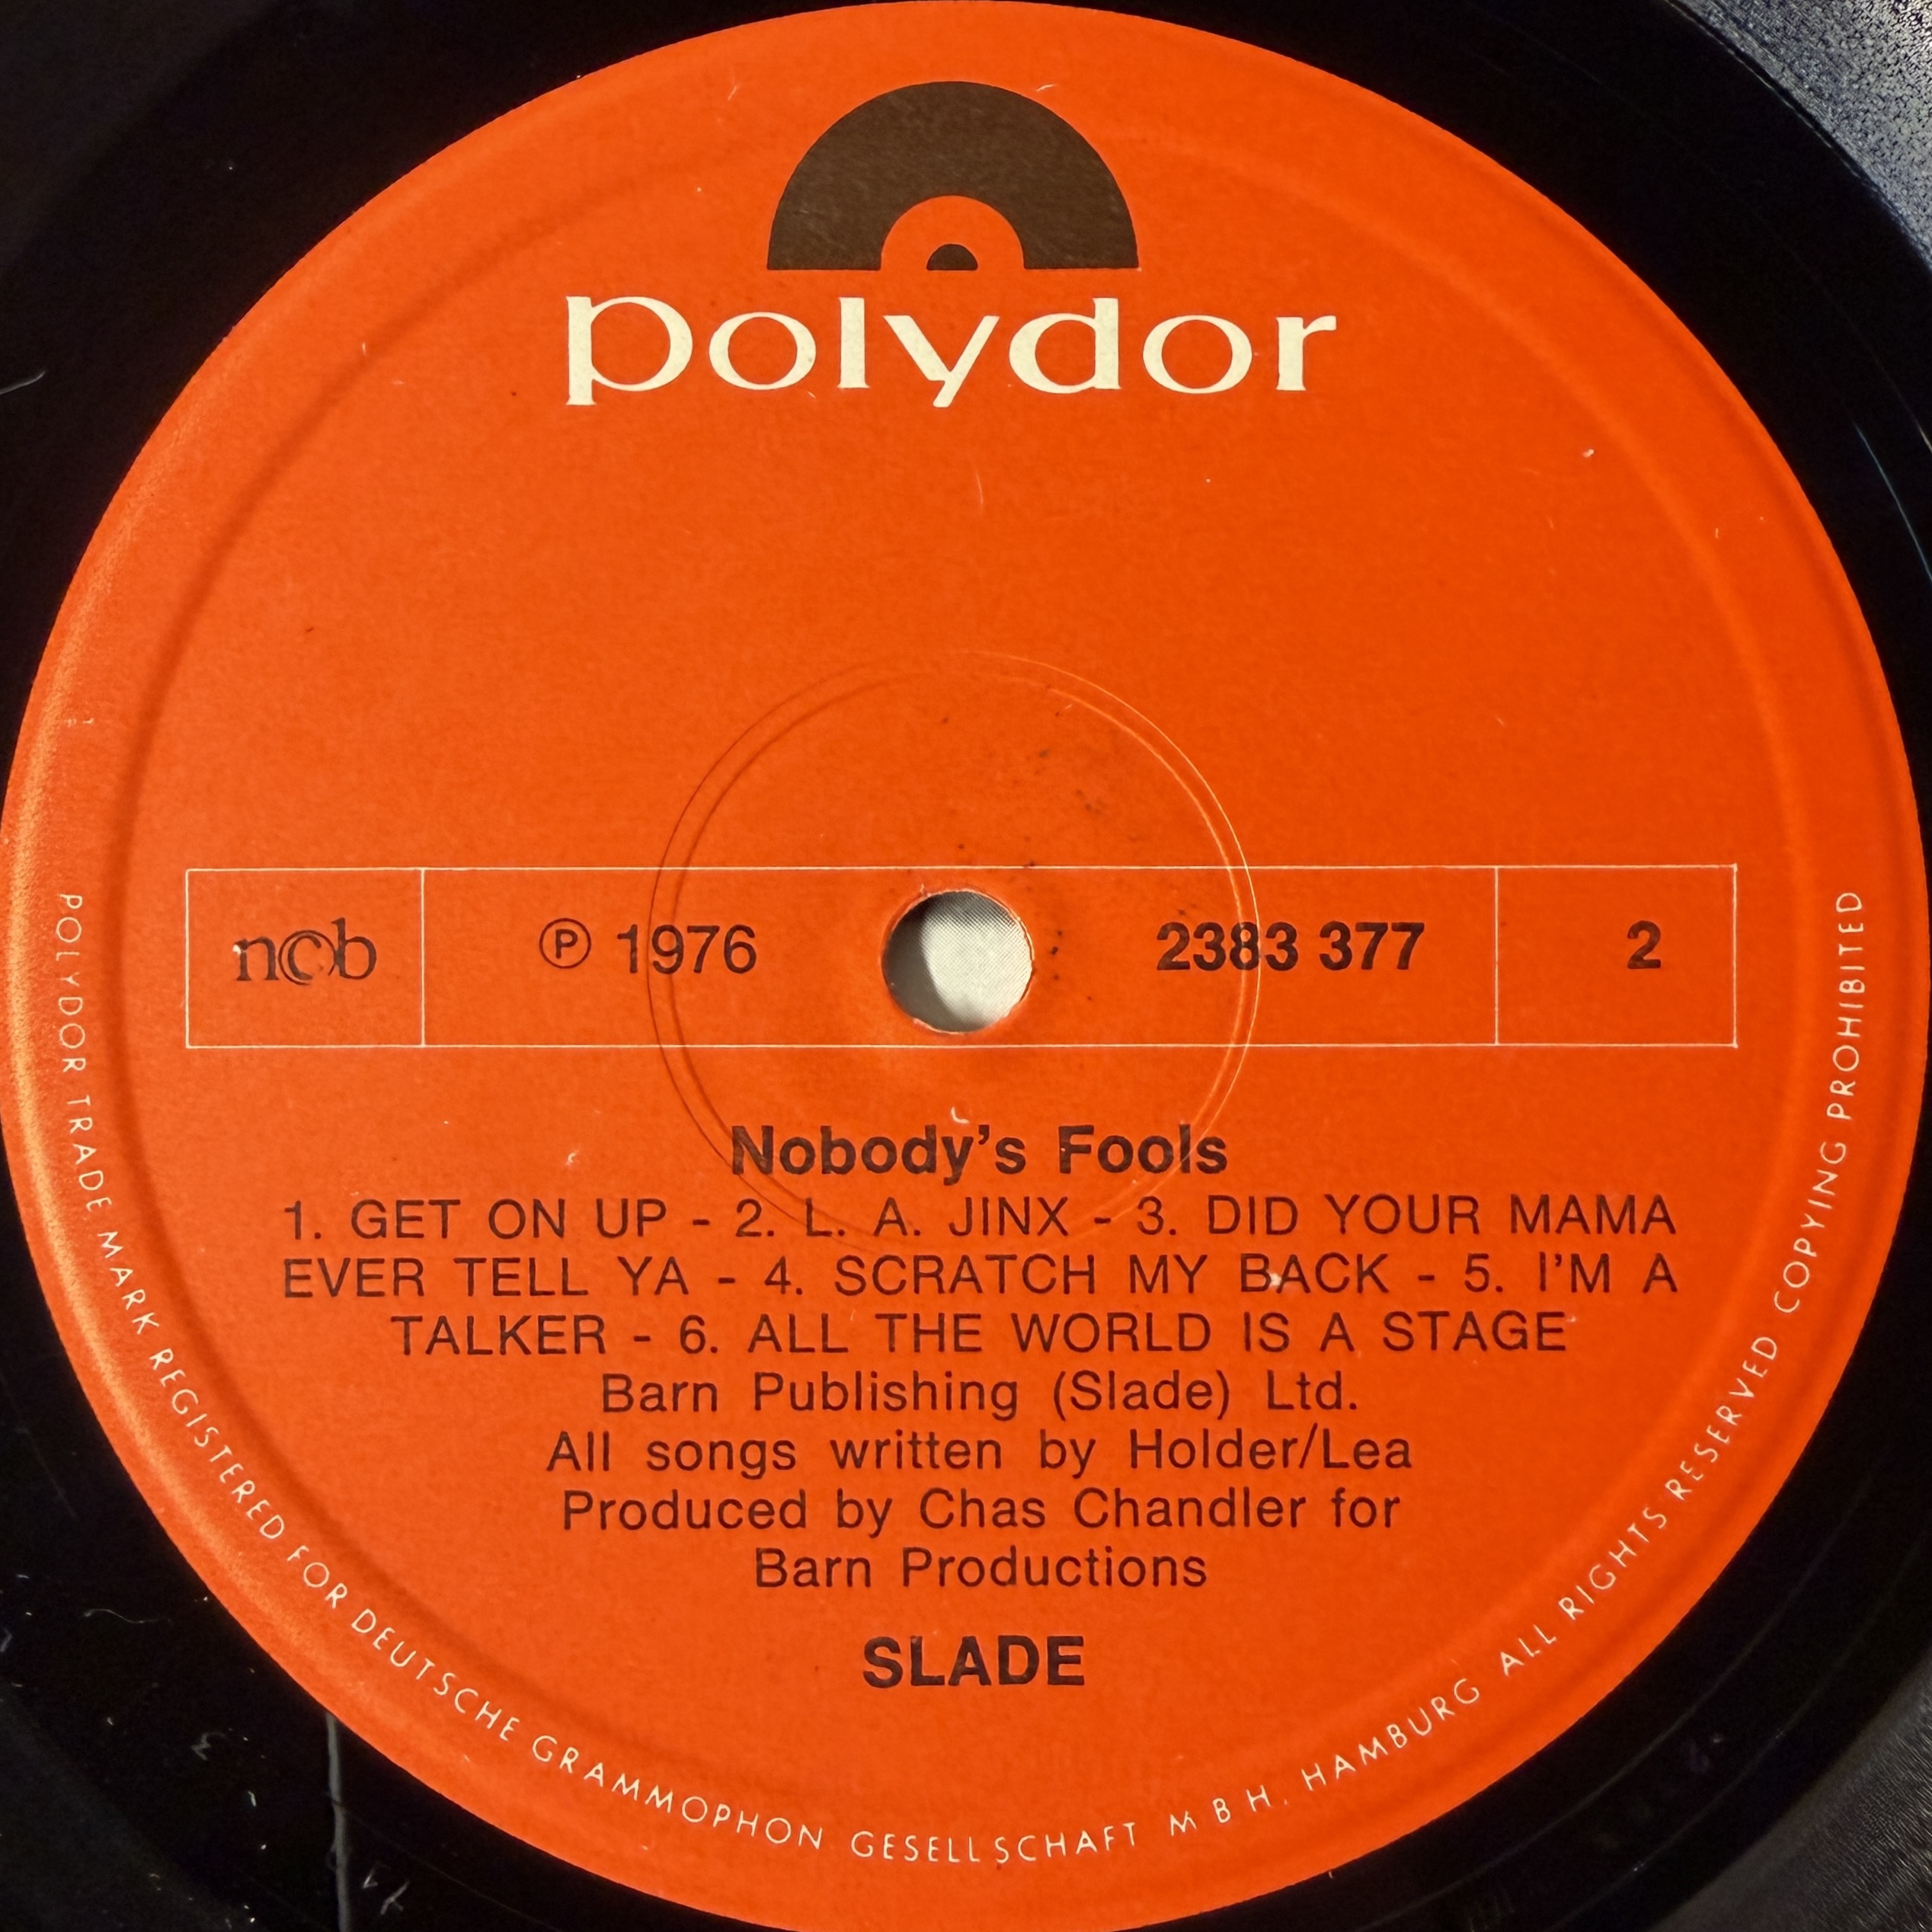 polydor
ncb
℗ 1976
2383 377
2
Nobody's Fools
1. GET ON UP - 2. L. A. JINX - 3. DID YOUR MAMA
EVER TELL YA - 4. SCRATCH MY BACK - 5. I'M A
TALKER - 6. ALL THE WORLD IS A STAGE
Barn Publishing (Slade) Ltd.
All songs written by Holder/Lea
Produced by Chas Chandler for
Barn Productions
SLADE
POLYDOR TRADE MARK REGISTERED FOR DEUTSCHE GRAMMOPHON GESELLSCHAFT M B H. HAMBURG ALL RIGHTS RESERVED COPYING PROHIBITED